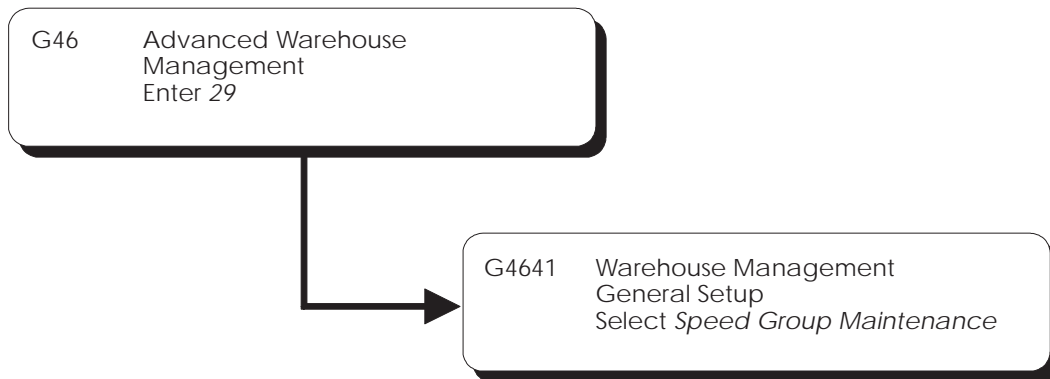 G46 Advanced Warehouse
Management
Enter 29
G4641 Warehouse Management
General Setup
Select Speed Group Maintenance